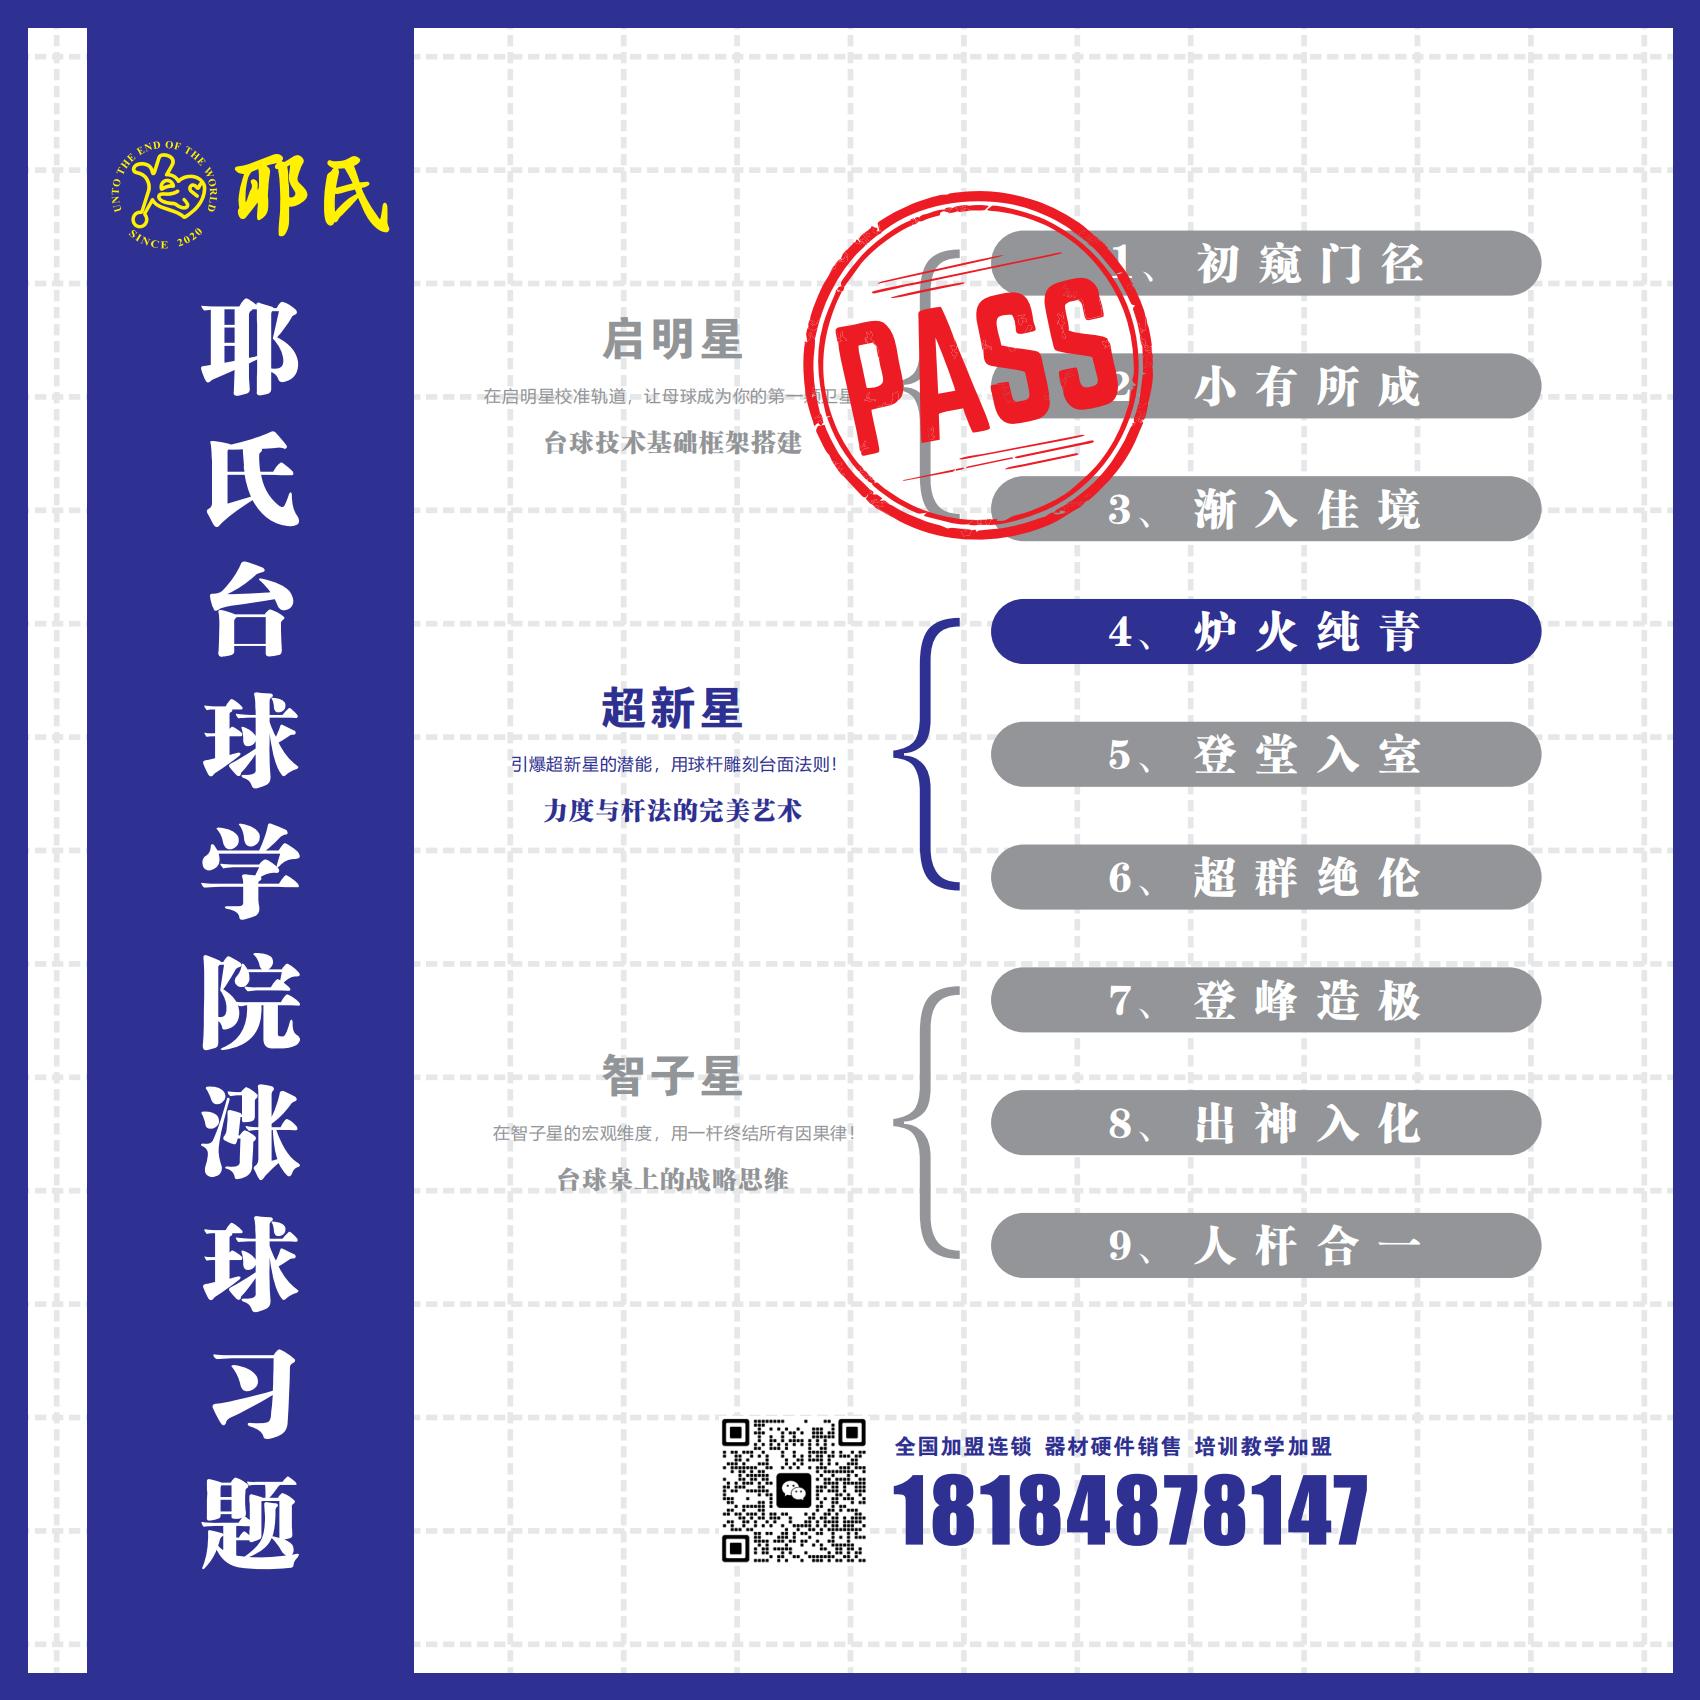 UNTO THE END OF THE WORLD
SINCE 2020
耶氏
耶氏台球学院涨球习题
启明星
在启明星校准轨道，让母球成为你的第一颗卫星
台球技术基础框架搭建
PASS
1、初窥门径
2、小有所成
3、渐入佳境
超新星
引爆超新星的潜能，用球杆雕刻台面法则！
力度与杆法的完美艺术
4、炉火纯青
5、登堂入室
6、超群绝伦
智子星
在智子星的宏观维度，用一杆终结所有因果律！
台球桌上的战略思维
7、登峰造极
8、出神入化
9、人杆合一
全国加盟连锁 器材硬件销售 培训教学加盟
18184878147